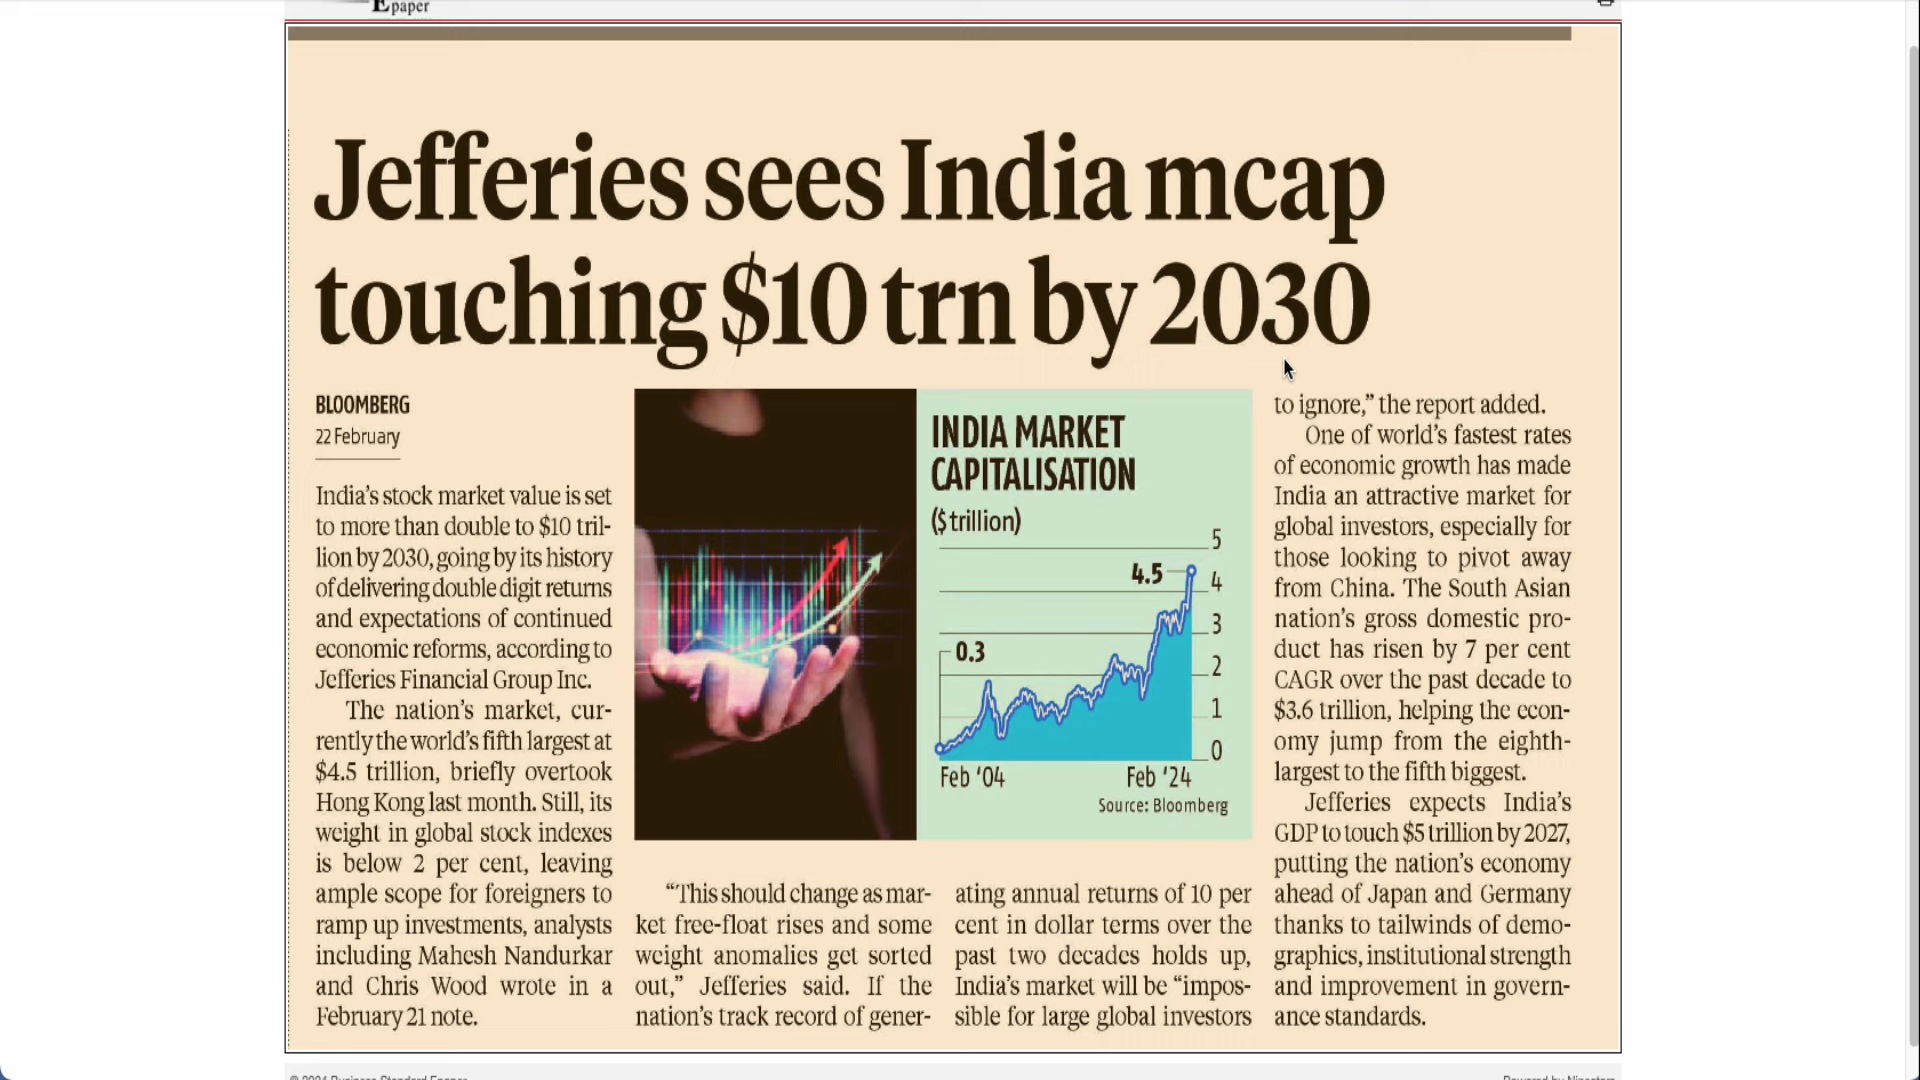 Epaper
Jefferies sees India mcap
touching $10 trn by 2030
BLOOMBERG
22 February
India’s stock market value is set
to more than double to $10 tril-
lion by 2030, going by its history
of delivering double digit returns
and expectations of continued
economic reforms, according to
Jefferies Financial Group Inc.
The nation’s market, cur-
rently the world’s fifth largest at
$4.5 trillion, briefly overtook
Hong Kong last month. Still, its
weight in global stock indexes
is below 2 per cent, leaving
ample scope for foreigners to
ramp up investments, analysts
including Mahesh Nandurkar
and Chris Wood wrote in a
February 21 note.
INDIA MARKET
CAPITALISATION
($ trillion)
5
4.5
4
3
0.3
2
1
0
Feb ‘04 Feb ‘24
Source: Bloomberg
“This should change as mar-
ket free-float rises and some
weight anomalies get sorted
out,” Jefferies said. If the
nation’s track record of gener-
ating annual returns of 10 per
cent in dollar terms over the
past two decades holds up,
India’s market will be “impos-
sible for large global investors
to ignore,” the report added.
One of world’s fastest rates
of economic growth has made
India an attractive market for
global investors, especially for
those looking to pivot away
from China. The South Asian
nation’s gross domestic pro-
duct has risen by 7 per cent
CAGR over the past decade to
$3.6 trillion, helping the econ-
omy jump from the eighth-
largest to the fifth biggest.
Jefferies expects India’s
GDP to touch $5 trillion by 2027,
putting the nation’s economy
ahead of Japan and Germany
thanks to tailwinds of demo-
graphics, institutional strength
and improvement in govern-
ance standards.